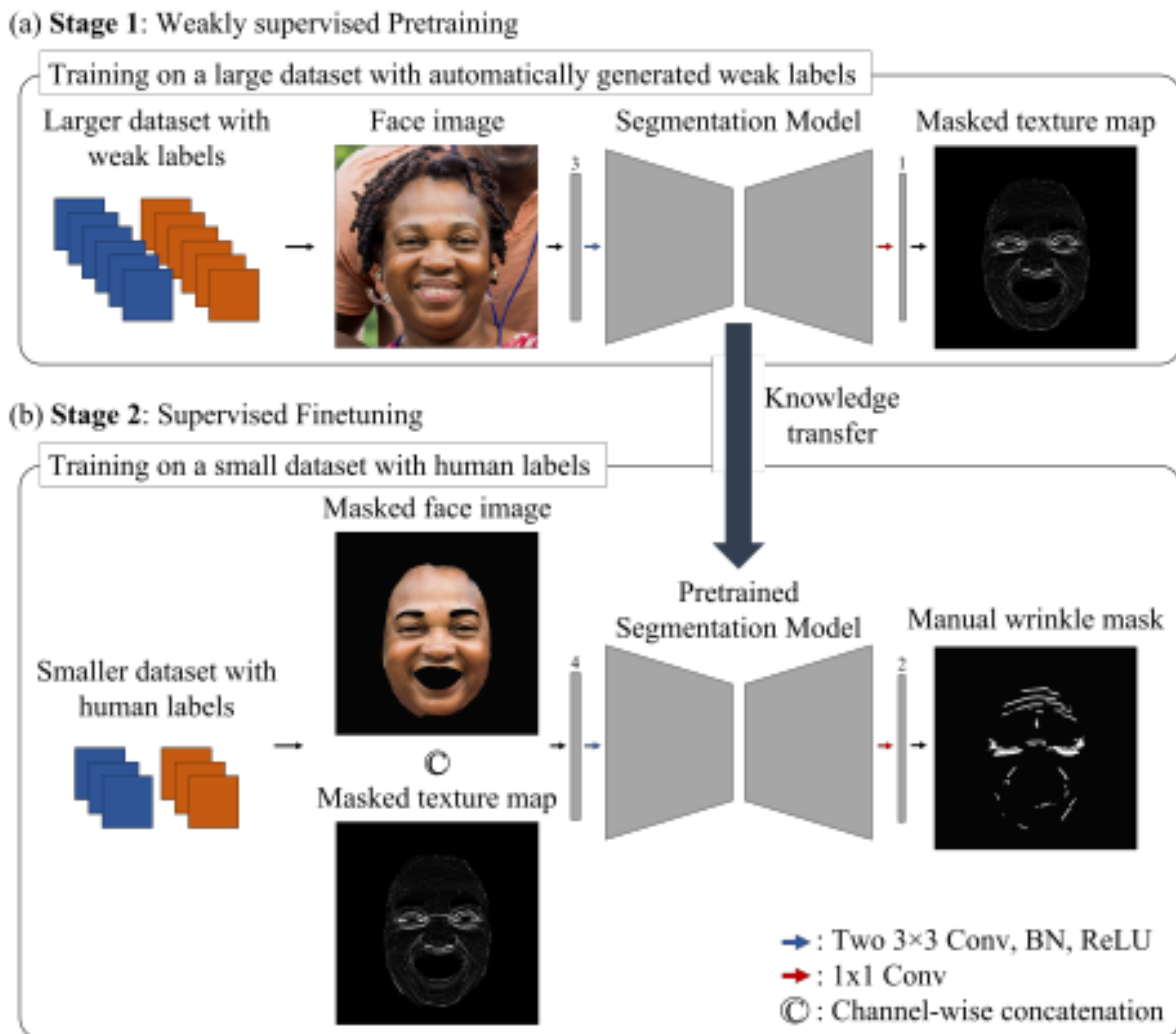 (a) Stage 1: Weakly supervised Pretraining
Training on a large dataset with automatically generated weak labels
Larger dataset with
weak labels
Face image
Segmentation Model
Masked texture map
3
1
Knowledge
transfer
(b) Stage 2: Supervised Finetuning
Training on a small dataset with human labels
Masked face image
Smaller dataset with
human labels
©
Masked texture map
Pretrained
Segmentation Model
Manual wrinkle mask
4
2
: Two 3×3 Conv, BN, ReLU
: 1x1 Conv
© : Channel-wise concatenation